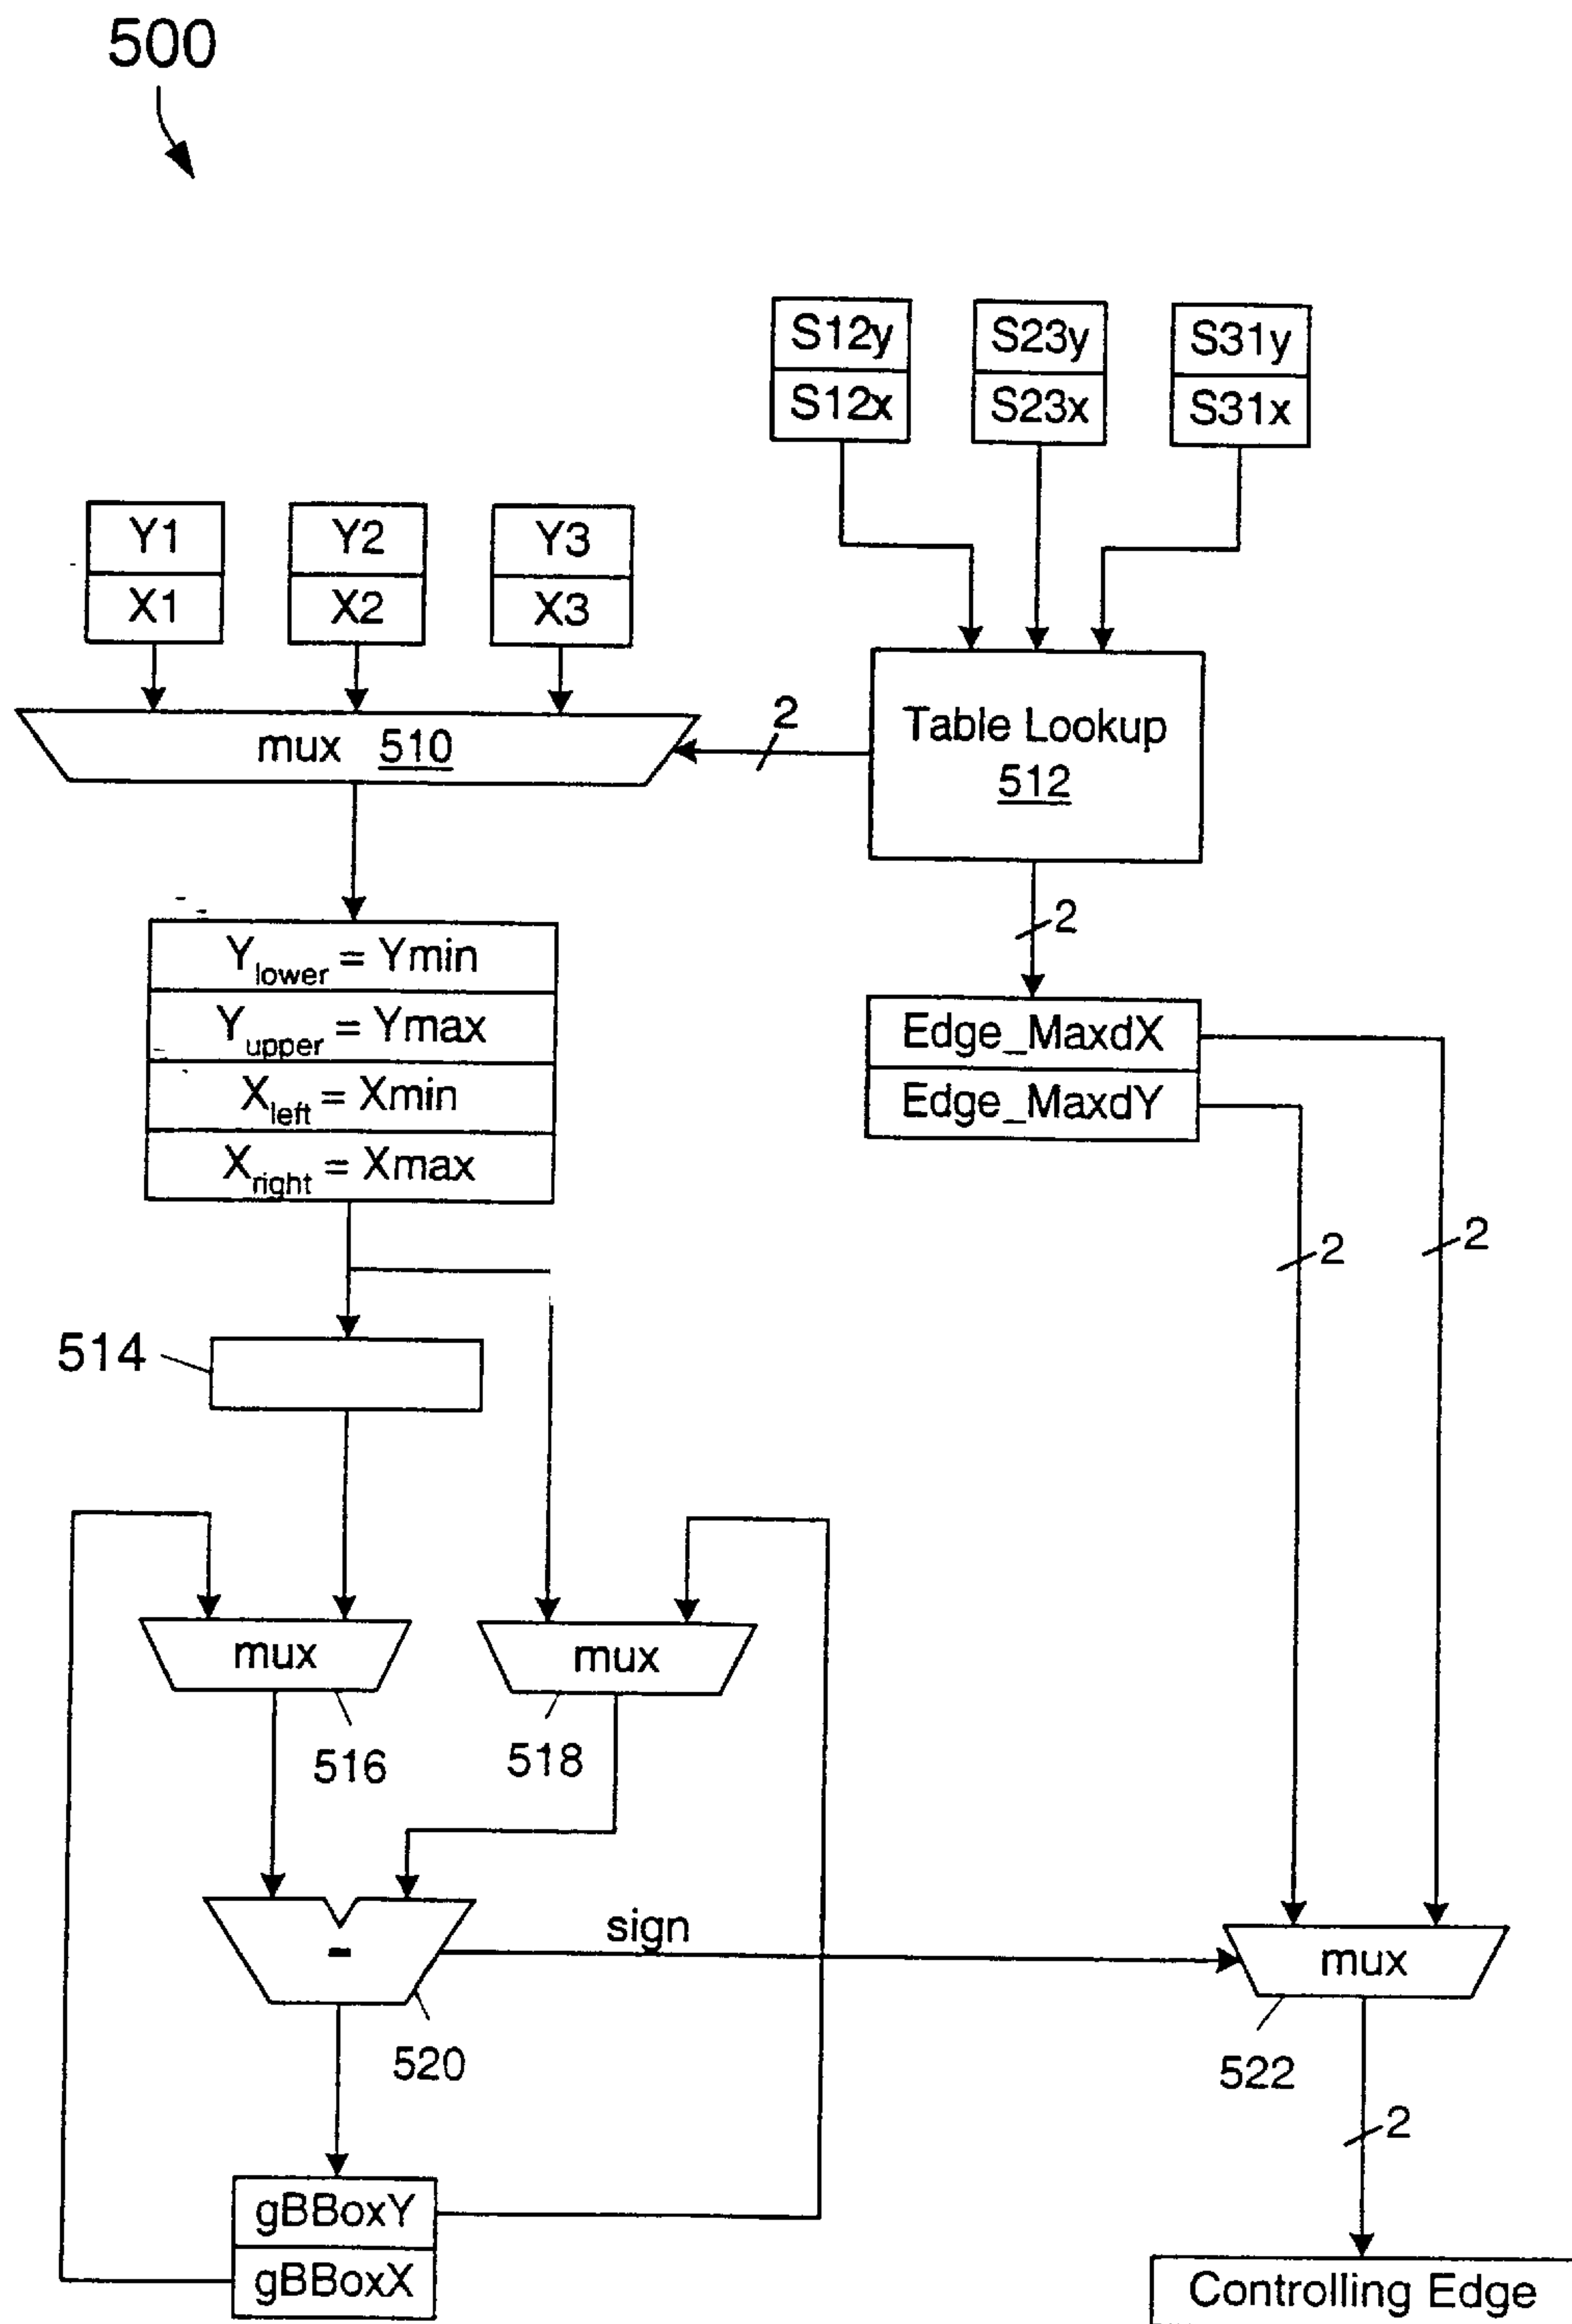 500
S12y
S23y
S31y
S12x
S23x
S31x
Y1
Y2
Y3
X1
X2
X3
mux 510
2
Table Lookup
512
2
Ylower = Ymin
Yupper = Ymax
Xleft = Xmin
Xright = Xmax
Edge_MaxdX
Edge_MaxdY
2
2
514
mux
mux
516
518
-
sign
mux
520
522
2
gBBoxY
gBBoxX
Controlling Edge